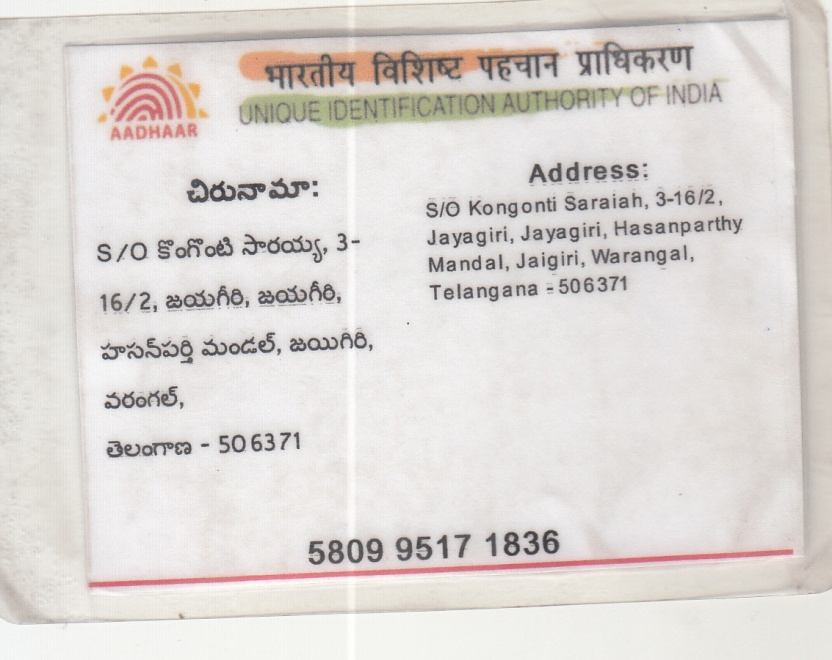 भारतीय विशिष्ट पहचान प्राधिकरण
UNIQUE IDENTIFICATION AUTHORITY OF INDIA
AADHAAR
చిరునామా:
S/O కొంగొంటి సారయ్య, 3-
16/2, జయగీరి, జయగీరి,
హసన్‌పర్తి మండల్, జయిగిరి,
వరంగల్,
తెలంగాణ - 506371
Address:
S/O Kongonti Saraiah, 3-16/2,
Jayagiri, Jayagiri, Hasanparthy
Mandal, Jaigiri, Warangal,
Telangana - 506371
5809 9517 1836